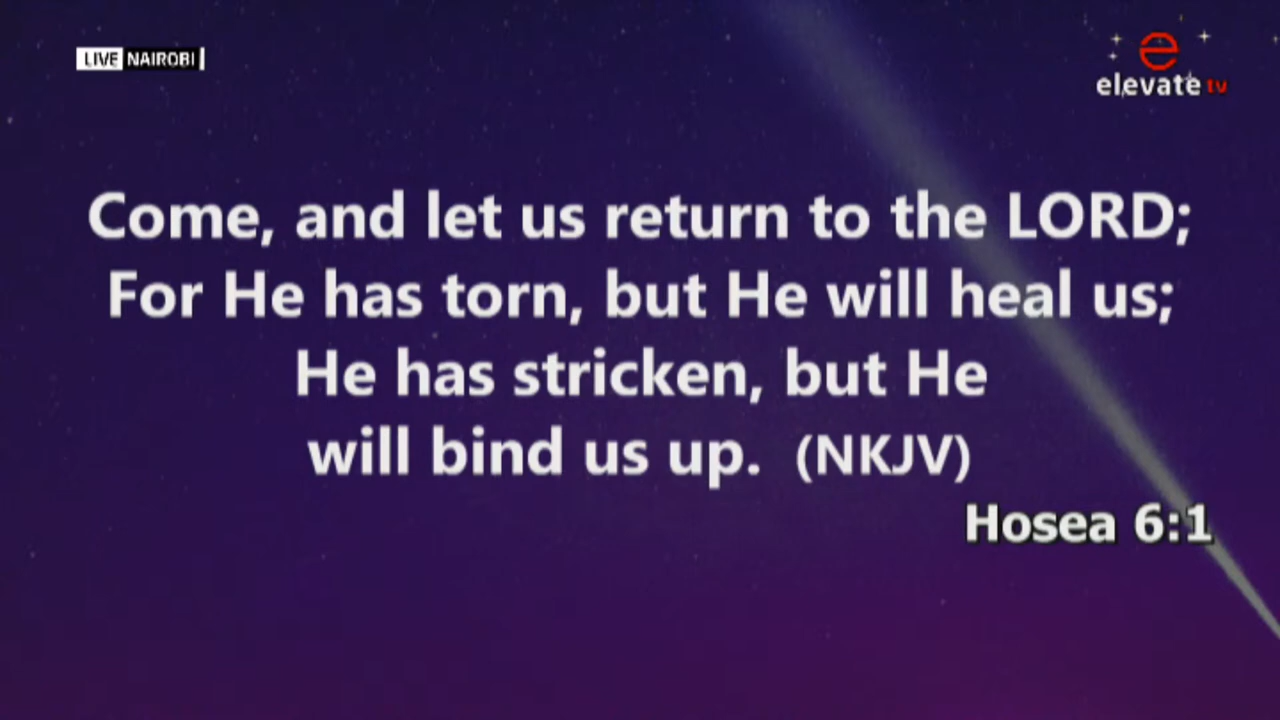 LIVE NAIROBI
e
elevate tv
Come, and let us return to the LORD;
For He has torn, but He will heal us;
He has stricken, but He
will bind us up. (NKJV)
Hosea 6:1